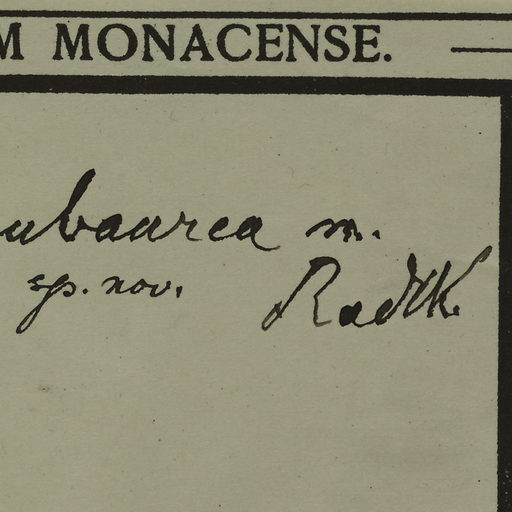 M MONACENSE.
ubaurea m.
sp. nov. Radlk.